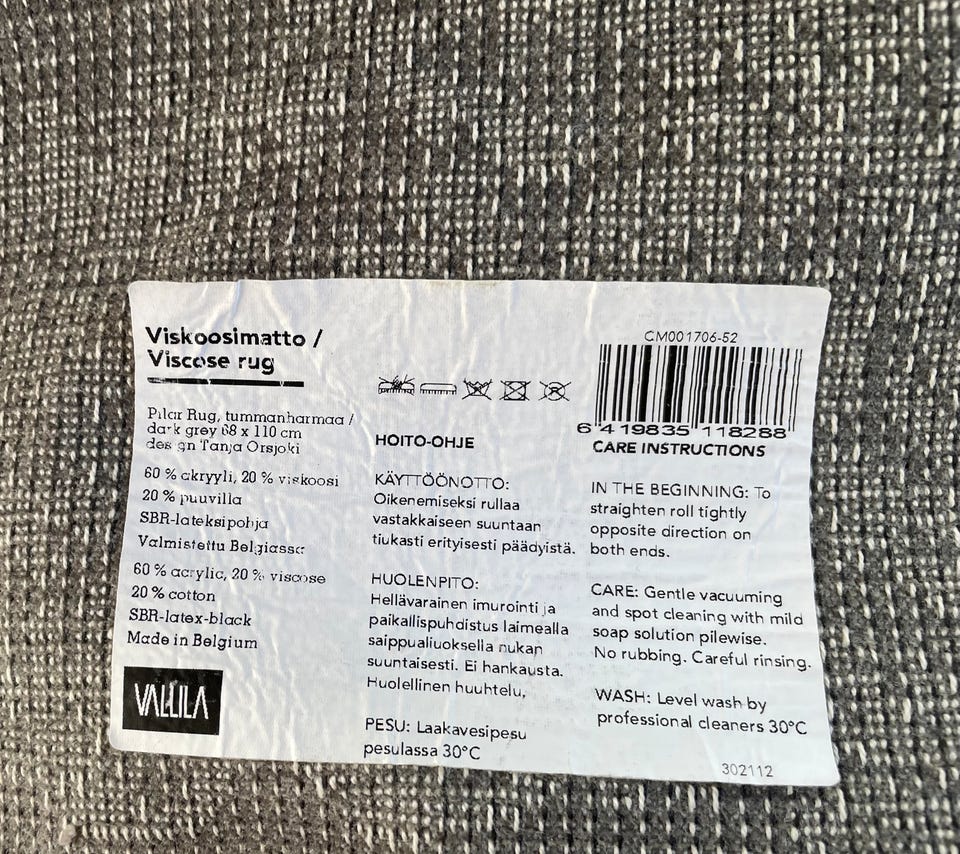 Viskoosimatto /
Viscose rug
Pilar Rug, tummanharmaa /
dark grey 68 x 110 cm
design Tanja Orsjoki
60 % akryyli, 20 % viskoosi
20 % puuvilla
SBR-lateksipohja
Valmistettu Belgiassa
60 % acrylic, 20 % viscose
20 % cotton
SBR-latex-black
Made in Belgium
VALLILA
HOITO-OHJE
KÄYTTÖÖNOTTO:
Oikenemiseksi rullaa
vastakkaiseen suuntaan
tiukasti erityisesti päädyistä.
HUOLENPITO:
Hellävarainen imurointi ja
paikallispuhdistus laimealla
saippualiuoksella nukan
suuntaisesti. Ei hankausta.
Huolellinen huuhtelu,
PESU: Laakavesipesu
pesulassa 30°C
CM001706-52
6 419835 118288
CARE INSTRUCTIONS
IN THE BEGINNING: To
straighten roll tightly
opposite direction on
both ends.
CARE: Gentle vacuuming
and spot cleaning with mild
soap solution pilewise.
No rubbing. Careful rinsing.
WASH: Level wash by
professional cleaners 30°C
302112